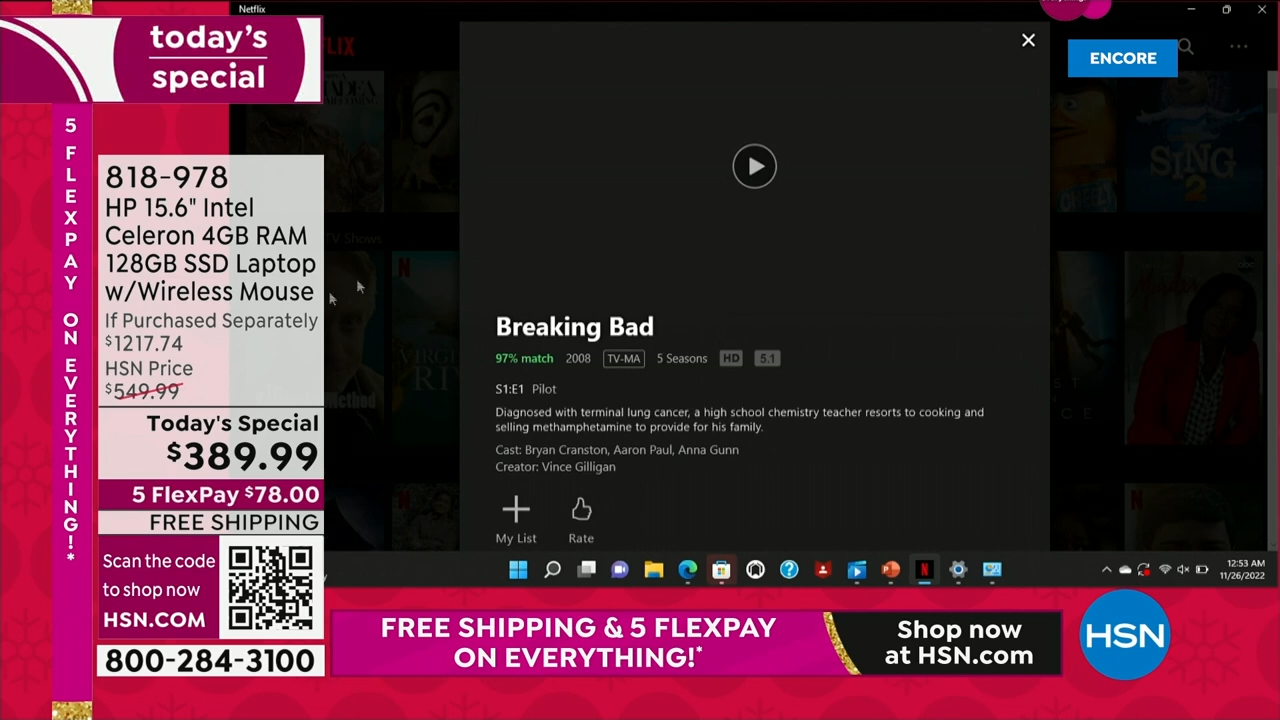 Netflix
today's
special
ENCORE
5 FLEXPAY ON EVERYTHING!*
818-978
HP 15.6" Intel
Celeron 4GB RAM
128GB SSD Laptop
w/Wireless Mouse
If Purchased Separately
$1217.74
HSN Price
$549.99
Today's Special
$389.99
5 FlexPay $78.00
FREE SHIPPING
Scan the code
to shop now
HSN.COM
800-284-3100
TV Shows
SING
2
Breaking Bad
97% match 2008 TV-MA 5 Seasons HD 5.1
S1:E1 Pilot
Diagnosed with terminal lung cancer, a high school chemistry teacher resorts to cooking and
selling methamphetamine to provide for his family.
Cast: Bryan Cranston, Aaron Paul, Anna Gunn
Creator: Vince Gilligan
My List Rate
12:53 AM
11/26/2022
FREE SHIPPING & 5 FLEXPAY
ON EVERYTHING!*
Shop now
at HSN.com
HSN